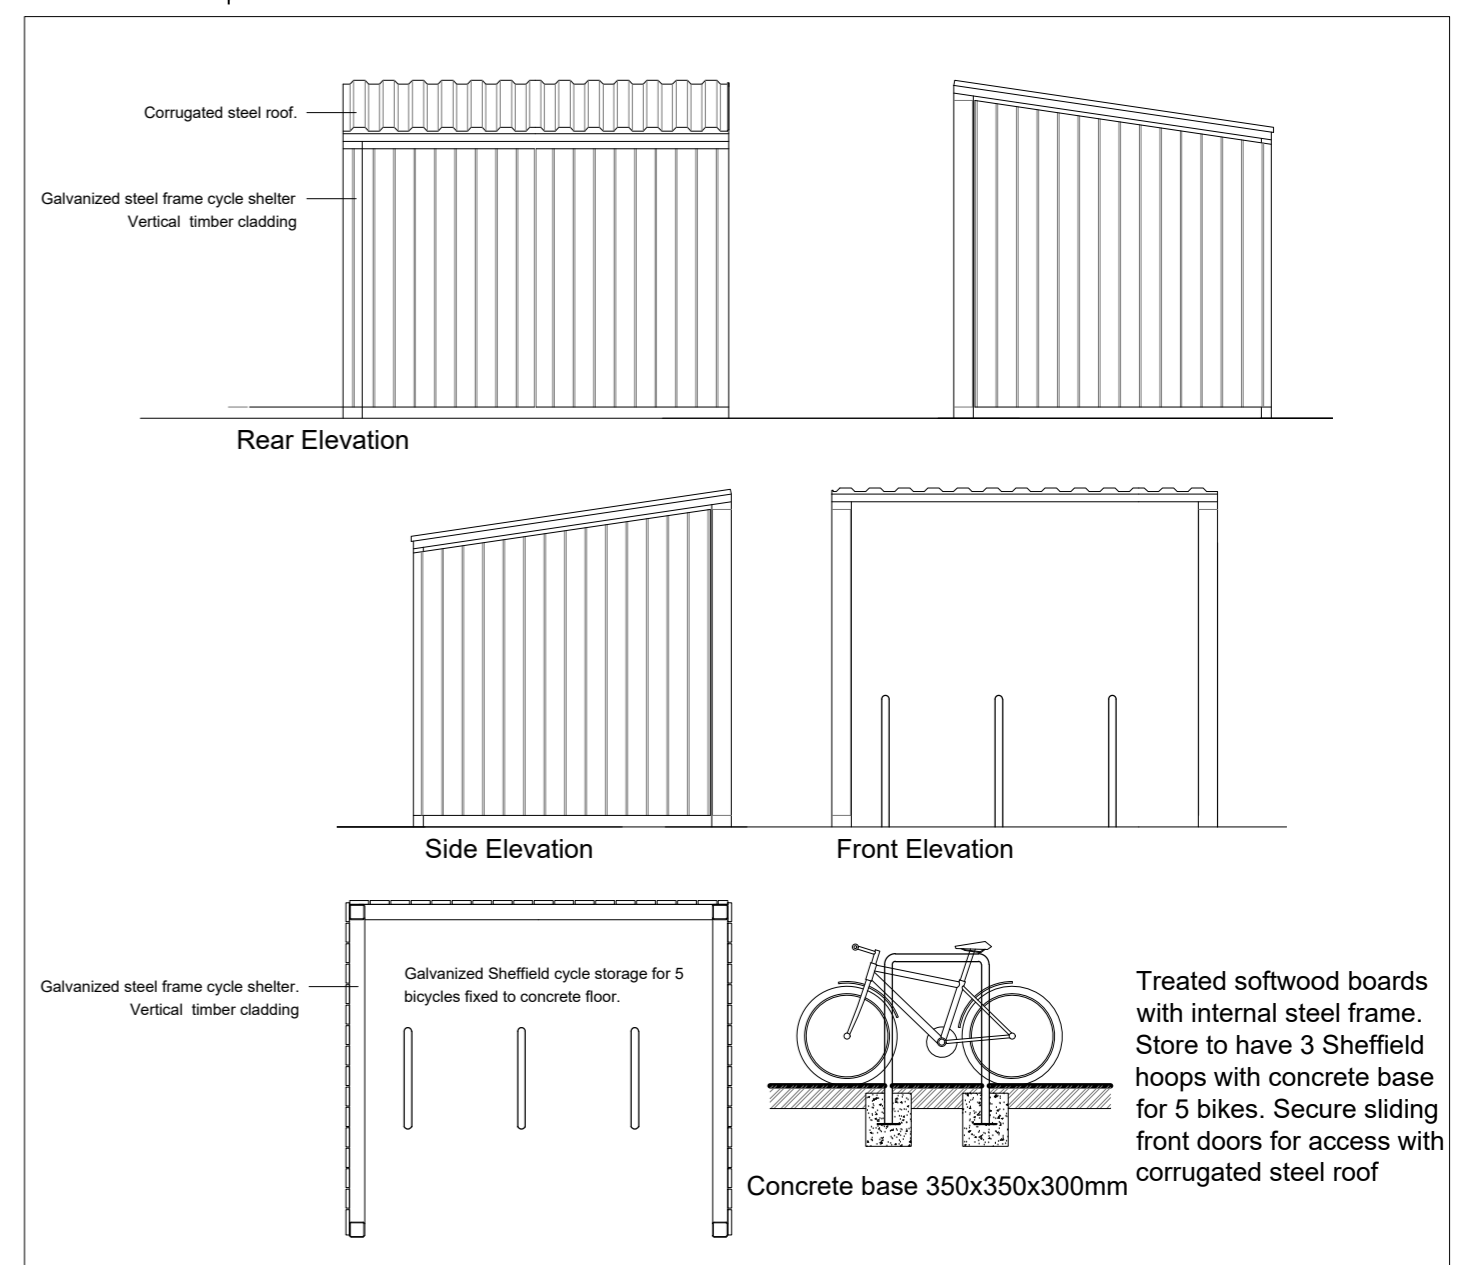 Corrugated steel roof.
Galvanized steel frame cycle shelter
Vertical timber cladding
Rear Elevation
Side Elevation
Front Elevation
Galvanized steel frame cycle shelter.
Vertical timber cladding
Galvanized Sheffield cycle storage for 5
bicycles fixed to concrete floor.
Concrete base 350x350x300mm
Treated softwood boards
with internal steel frame.
Store to have 3 Sheffield
hoops with concrete base
for 5 bikes. Secure sliding
front doors for access with
corrugated steel roof